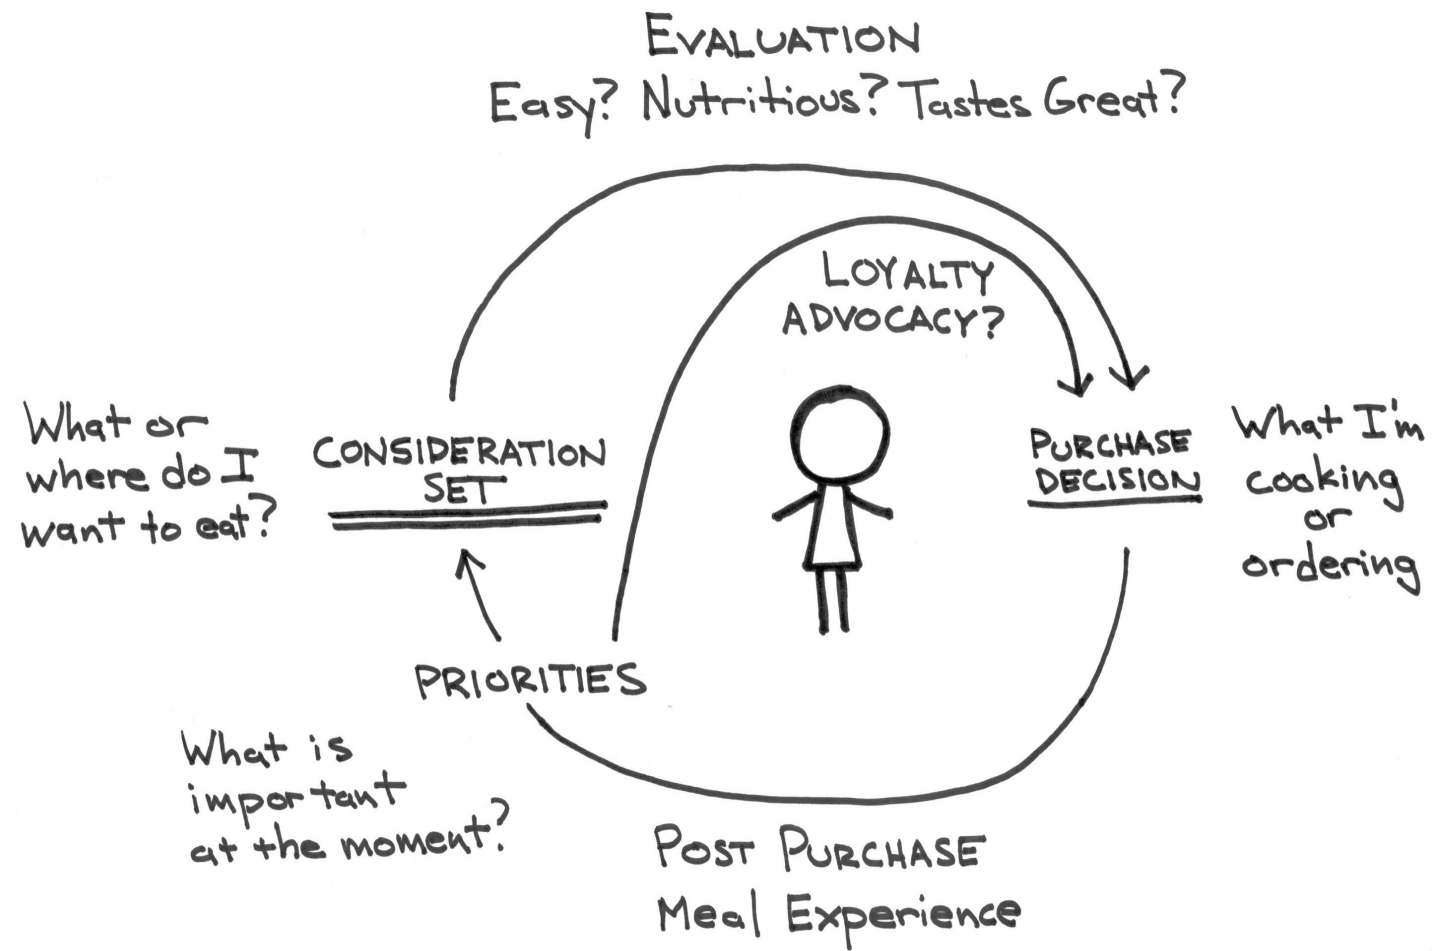 EVALUATION
Easy? Nutritious? Tastes Great?
LOYALTY
ADVOCACY?
What or
where do I
want to eat?
CONSIDERATION
SET
PURCHASE
DECISION
What I'm
cooking
or
ordering
PRIORITIES
What is
important
at the moment?
POST PURCHASE
Meal Experience